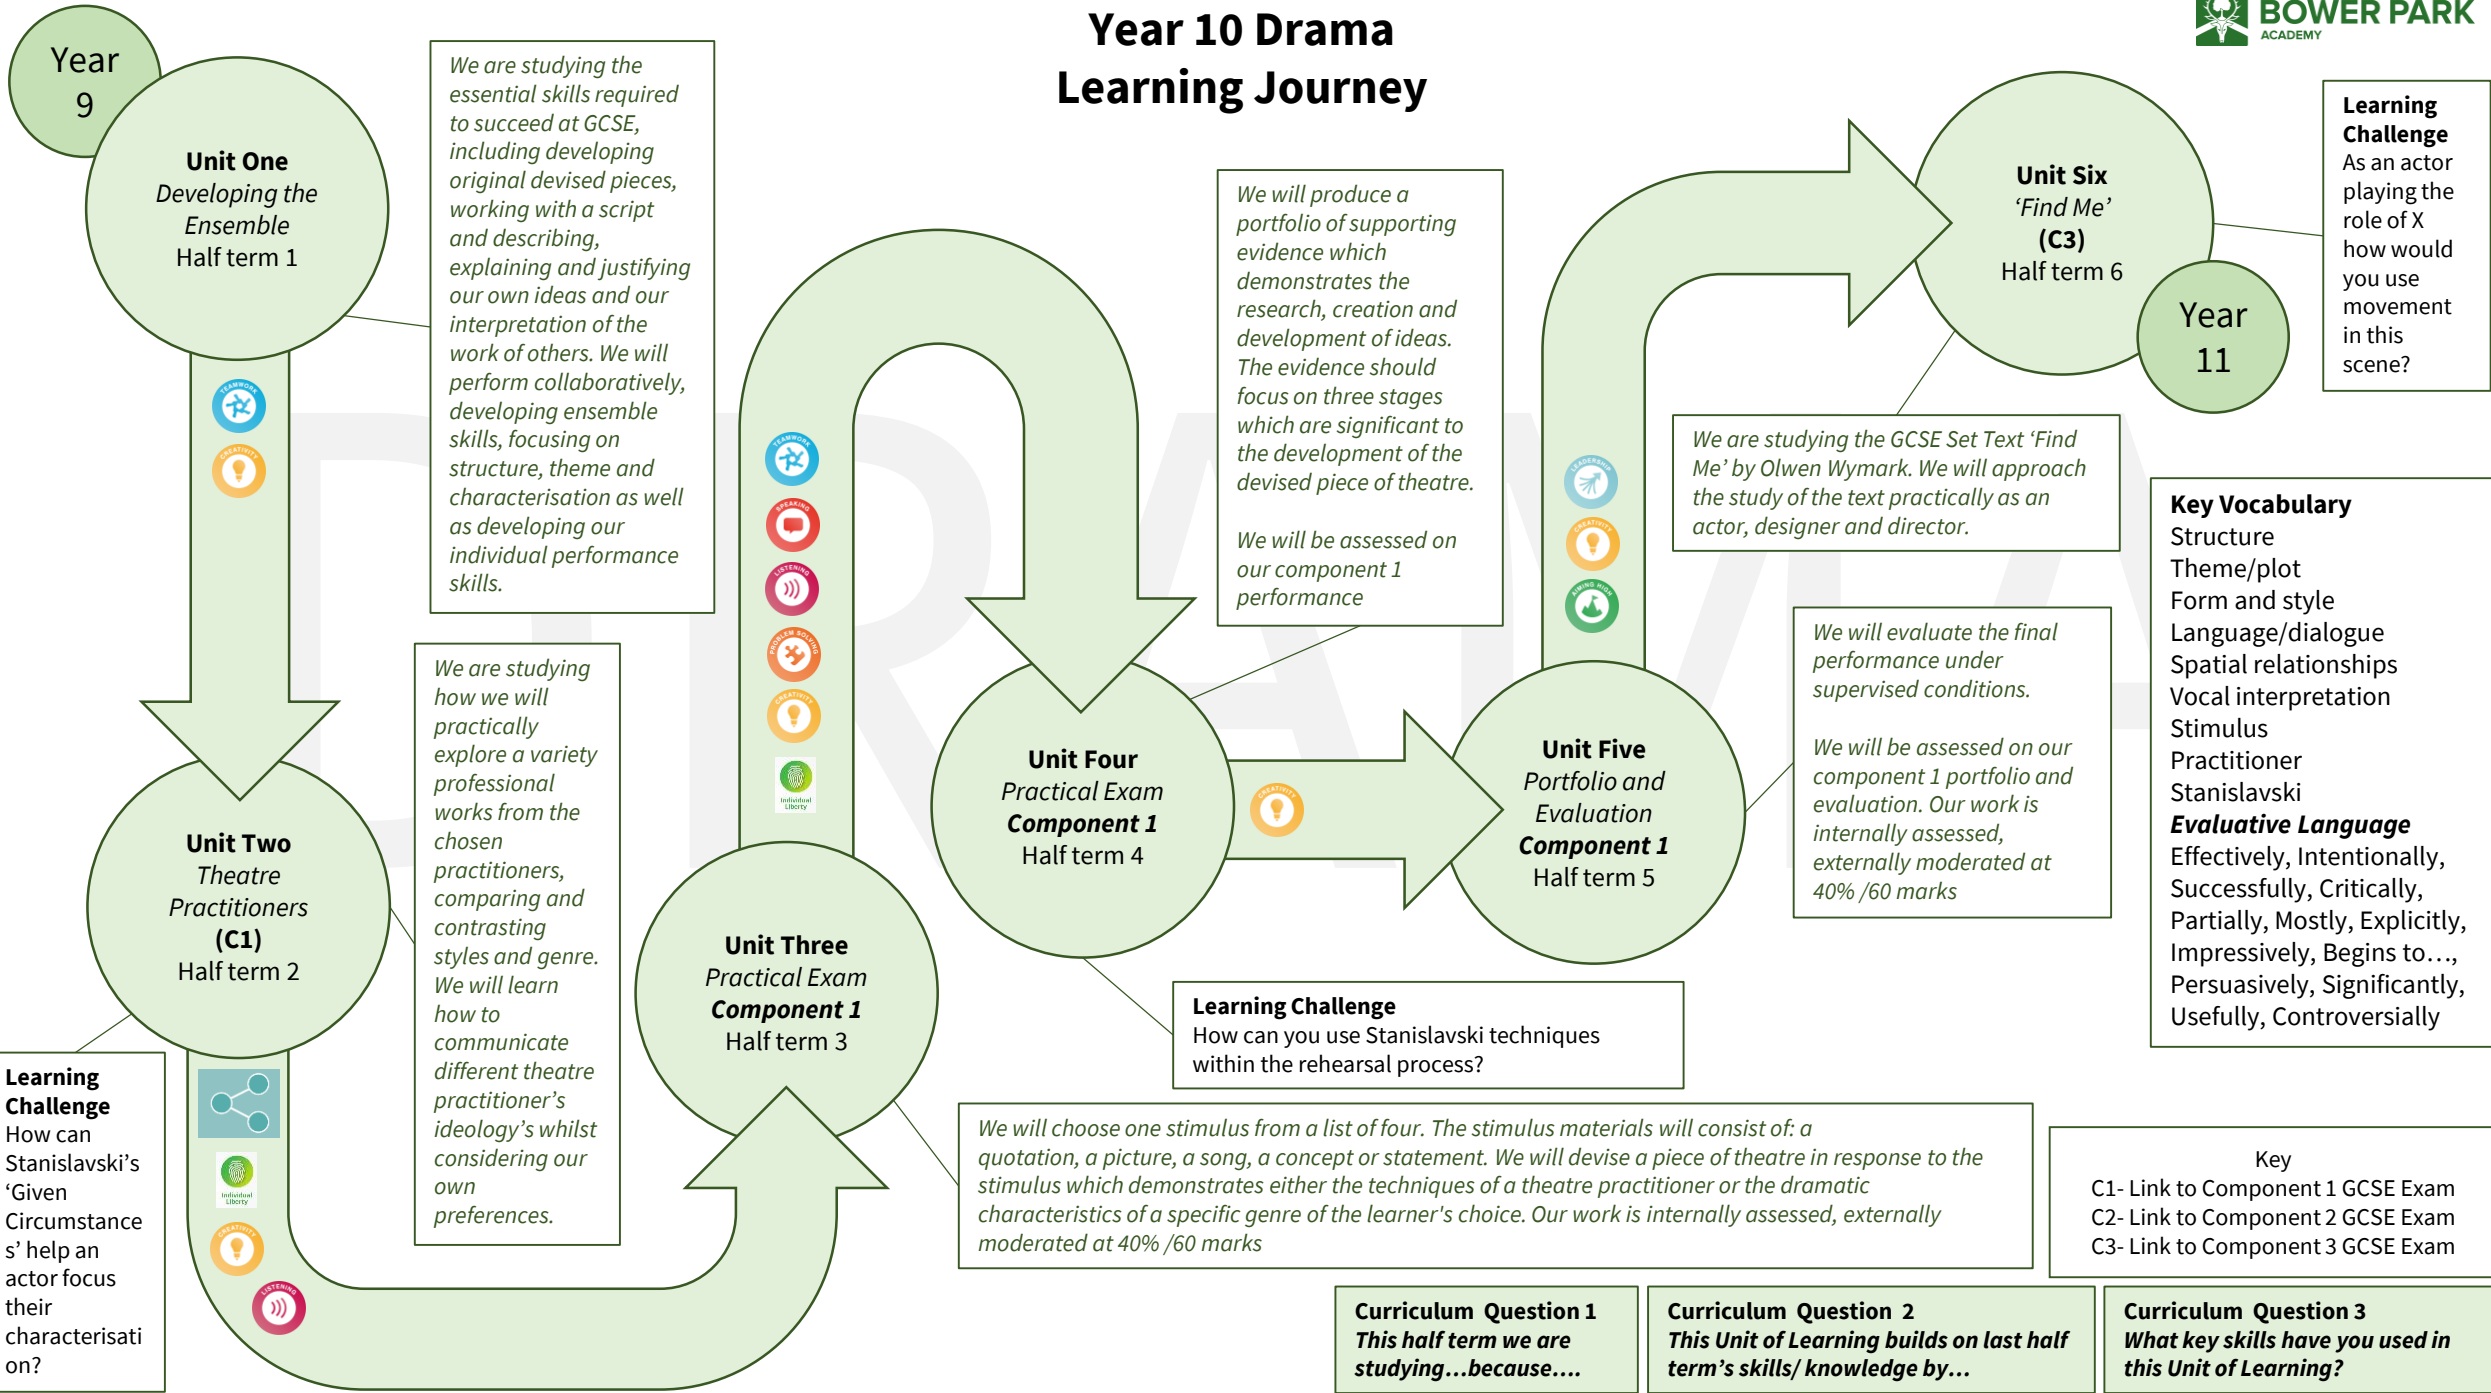 Year 10 Drama
Learning Journey
BOWER PARK
ACADEMY
Year
9
Unit One
Developing the
Ensemble
Half term 1
We are studying the
essential skills required
to succeed at GCSE,
including developing
original devised pieces,
working with a script
and describing,
explaining and justifying
our own ideas and our
interpretation of the
work of others. We will
perform collaboratively,
developing ensemble
skills, focusing on
structure, theme and
characterisation as well
as developing our
individual performance
skills.
TEAMWORK
CREATIVITY
Unit Two
Theatre
Practitioners
(C1)
Half term 2
We are studying
how we will
practically
explore a variety
professional
works from the
chosen
practitioners,
comparing and
contrasting
styles and genre.
We will learn
how to
communicate
different theatre
practitioner's
ideology's whilst
considering our
own
preferences.
Learning
Challenge
How can
Stanislavski's
‘Given
Circumstance
s’ help an
actor focus
their
characterisati
on?
Individual
Liberty
CREATIVITY
LISTENING
Unit Three
Practical Exam
Component 1
Half term 3
We will choose one stimulus from a list of four. The stimulus materials will consist of: a
quotation, a picture, a song, a concept or statement. We will devise a piece of theatre in response to the
stimulus which demonstrates either the techniques of a theatre practitioner or the dramatic
characteristics of a specific genre of the learner's choice. Our work is internally assessed, externally
moderated at 40% /60 marks
TEAMWORK
SPEAKING
LISTENING
PROBLEM SOLVING
CREATIVITY
Individual
Liberty
Unit Four
Practical Exam
Component 1
Half term 4
We will produce a
portfolio of supporting
evidence which
demonstrates the
research, creation and
development of ideas.
The evidence should
focus on three stages
which are significant to
the development of the
devised piece of theatre.
We will be assessed on
our component 1
performance
Learning Challenge
How can you use Stanislavski techniques
within the rehearsal process?
CREATIVITY
Unit Five
Portfolio and
Evaluation
Component 1
Half term 5
We will evaluate the final
performance under
supervised conditions.
We will be assessed on our
component 1 portfolio and
evaluation. Our work is
internally assessed,
externally moderated at
40% /60 marks
LEADERSHIP
CREATIVITY
AIMING HIGH
Unit Six
‘Find Me’
(C3)
Half term 6
Year
11
We are studying the GCSE Set Text ‘Find
Me’ by Olwen Wymark. We will approach
the study of the text practically as an
actor, designer and director.
Learning
Challenge
As an actor
playing the
role of X
how would
you use
movement
in this
scene?
Key Vocabulary
Structure
Theme/plot
Form and style
Language/dialogue
Spatial relationships
Vocal interpretation
Stimulus
Practitioner
Stanislavski
Evaluative Language
Effectively, Intentionally,
Successfully, Critically,
Partially, Mostly, Explicitly,
Impressively, Begins to…,
Persuasively, Significantly,
Usefully, Controversially
Key
C1- Link to Component 1 GCSE Exam
C2- Link to Component 2 GCSE Exam
C3- Link to Component 3 GCSE Exam
Curriculum Question 1
This half term we are
studying…because….
Curriculum Question 2
This Unit of Learning builds on last half
term's skills/ knowledge by…
Curriculum Question 3
What key skills have you used in
this Unit of Learning?
DRAMA